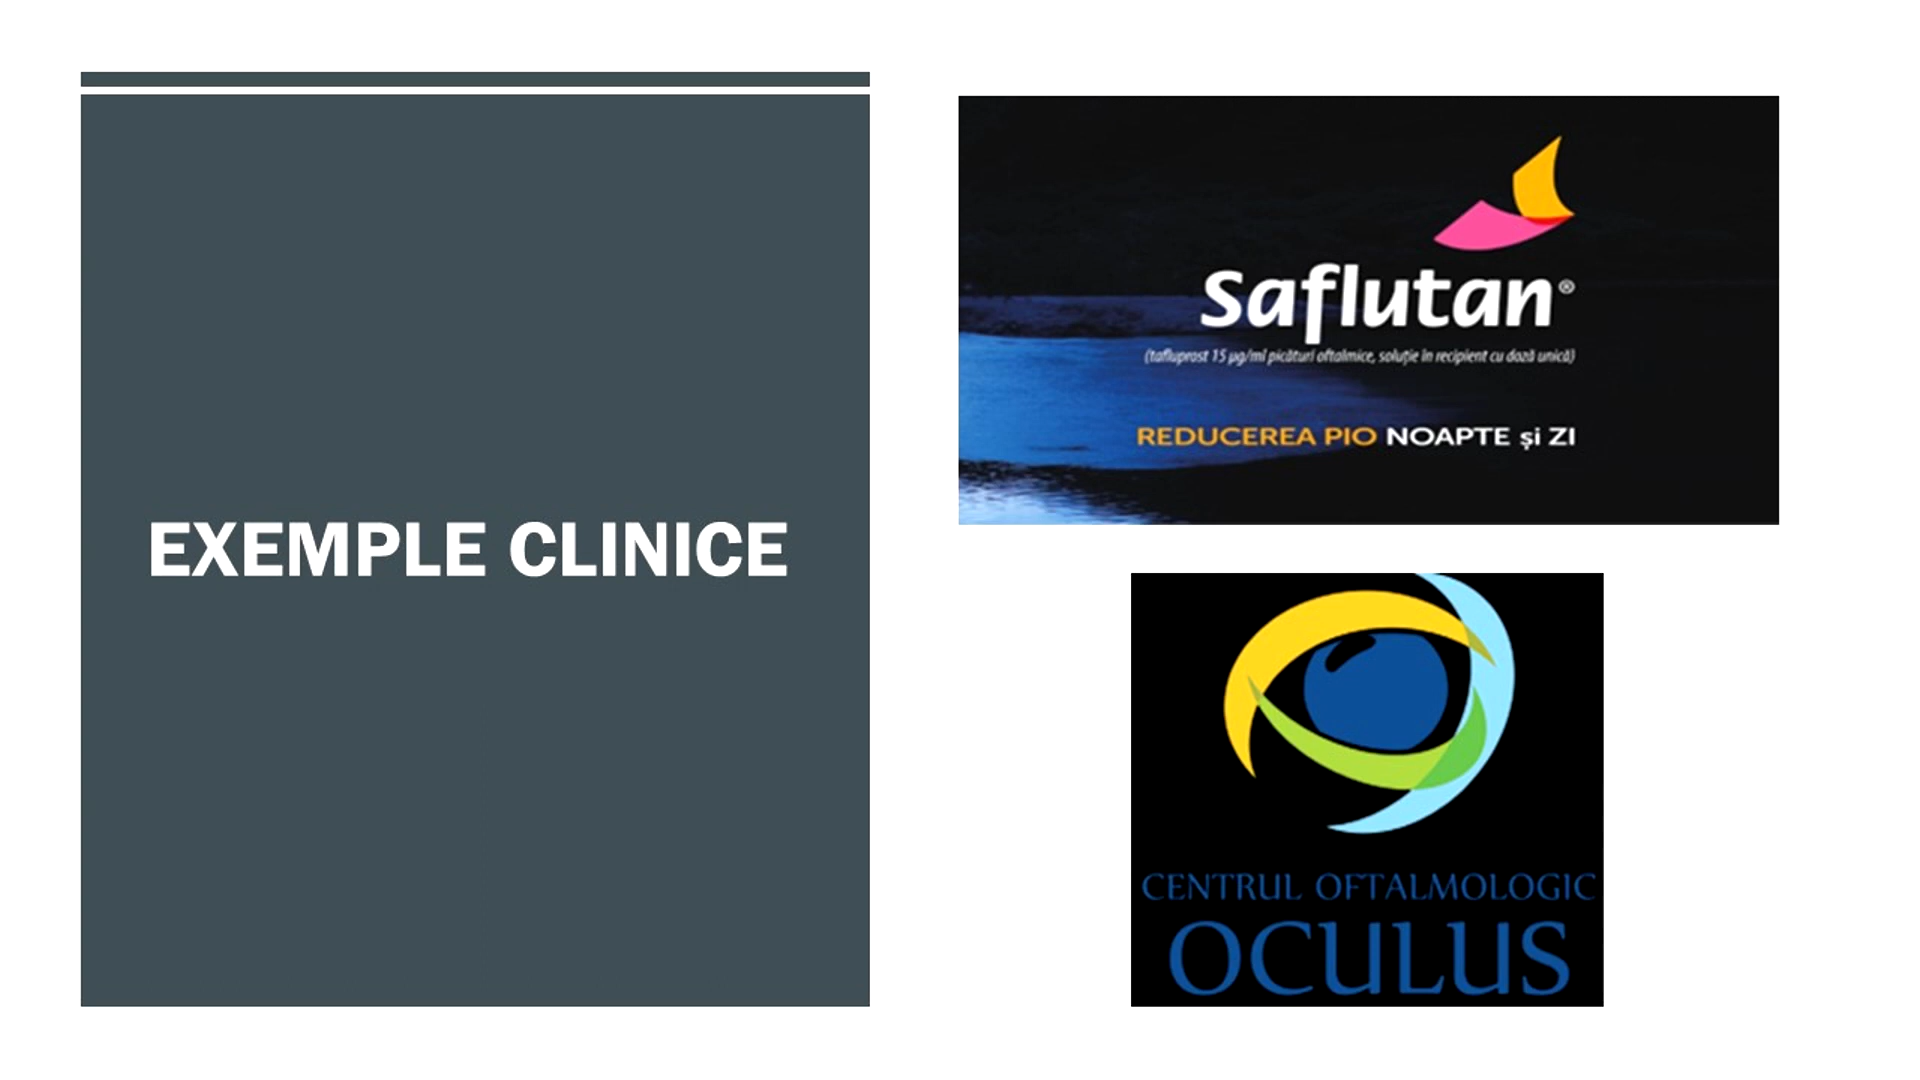 EXEMPLE CLINICE
Saflutan®
(tafluprost 15 µg/ml picături oftalmice, soluție în recipient cu doză unică)
REDUCEREA PIO NOAPTE și ZI
CENTRUL OFTALMOLOGIC
OCULUS